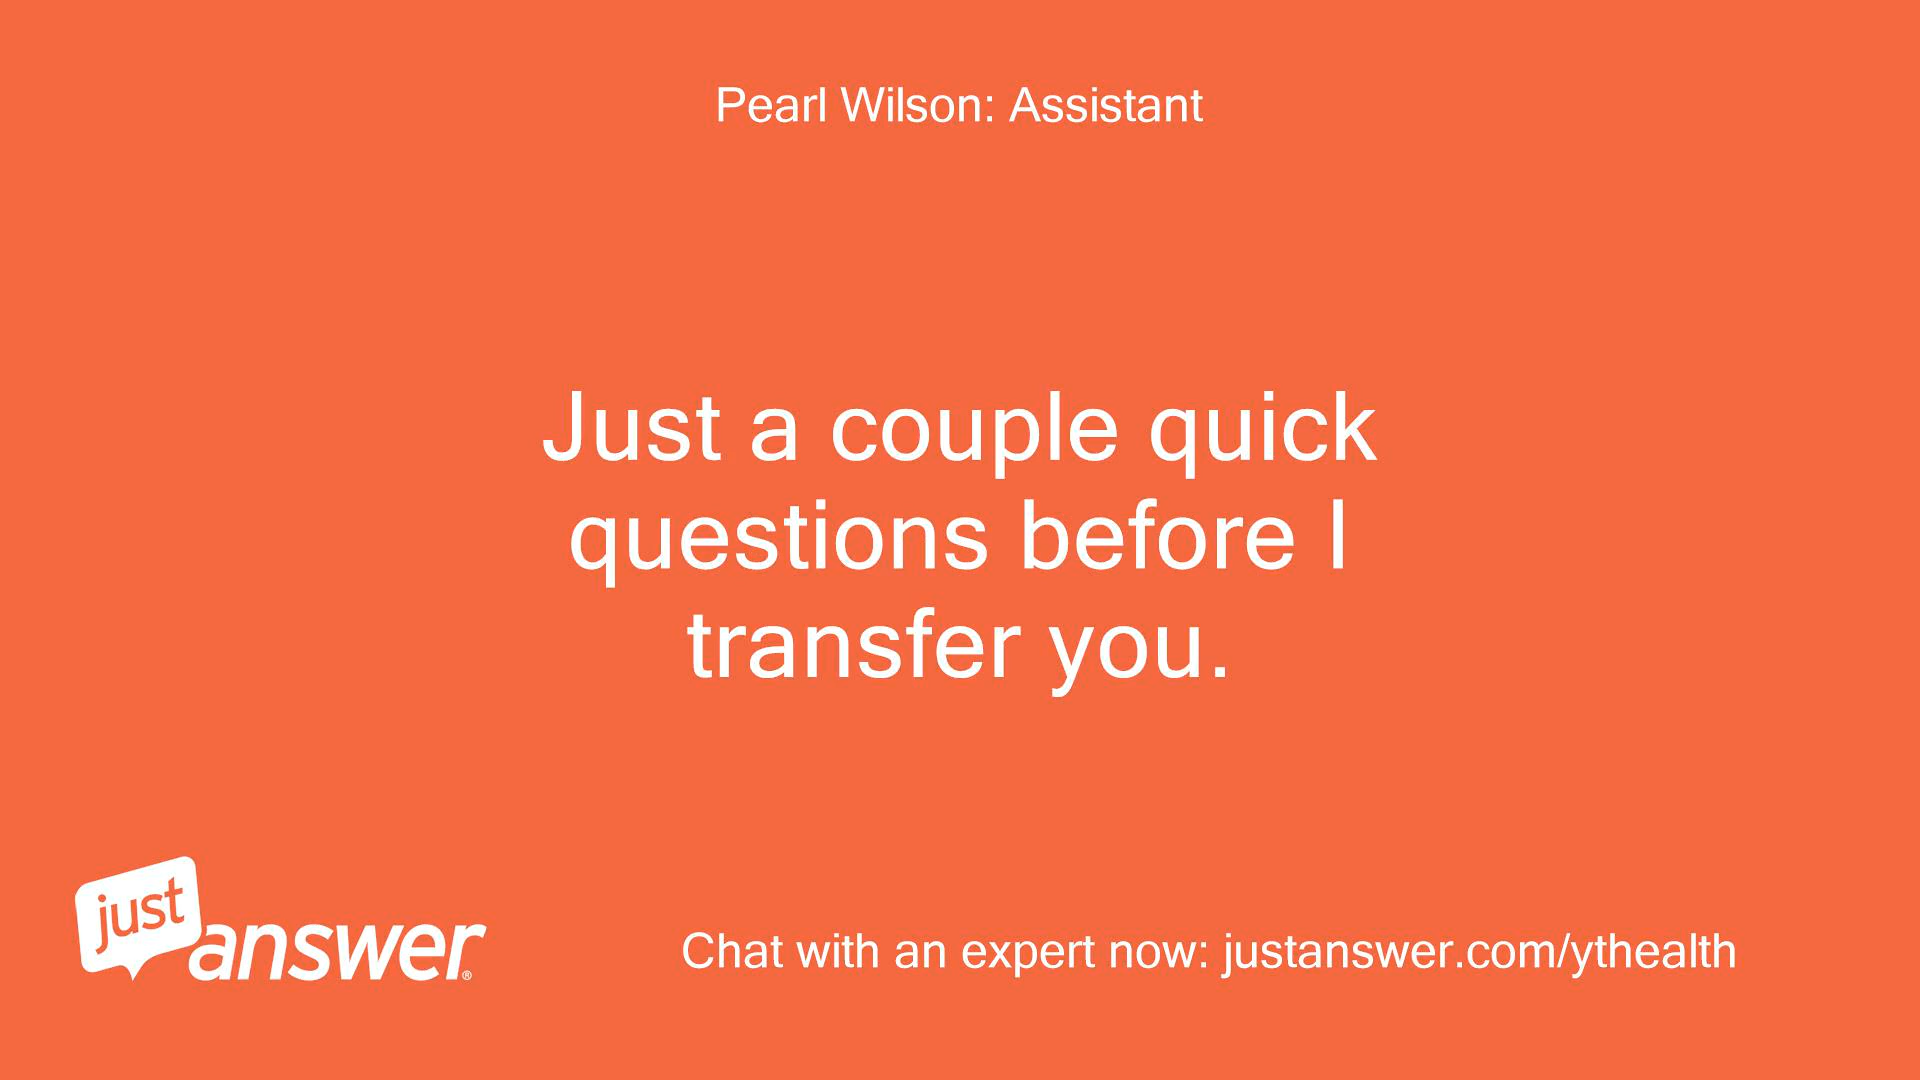 Pearl Wilson: Assistant
Just a couple quick
questions before I
transfer you.
just
answer®
Chat with an expert now: justanswer.com/ythealth